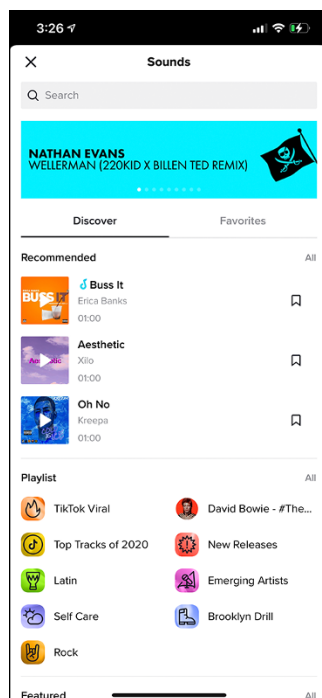 3:26
Sounds
Search
NATHAN EVANS
WELLERMAN (220KID X BILLEN TED REMIX)
Discover
Favorites
Recommended
All
BUSS IT
Buss It
Erica Banks
01:00
Aesthetic
Xilo
01:00
Oh No
Kreepa
01:00
Playlist
All
TikTok Viral
David Bowie - #The...
Top Tracks of 2020
New Releases
Latin
Emerging Artists
Self Care
Brooklyn Drill
Rock
Featured
All